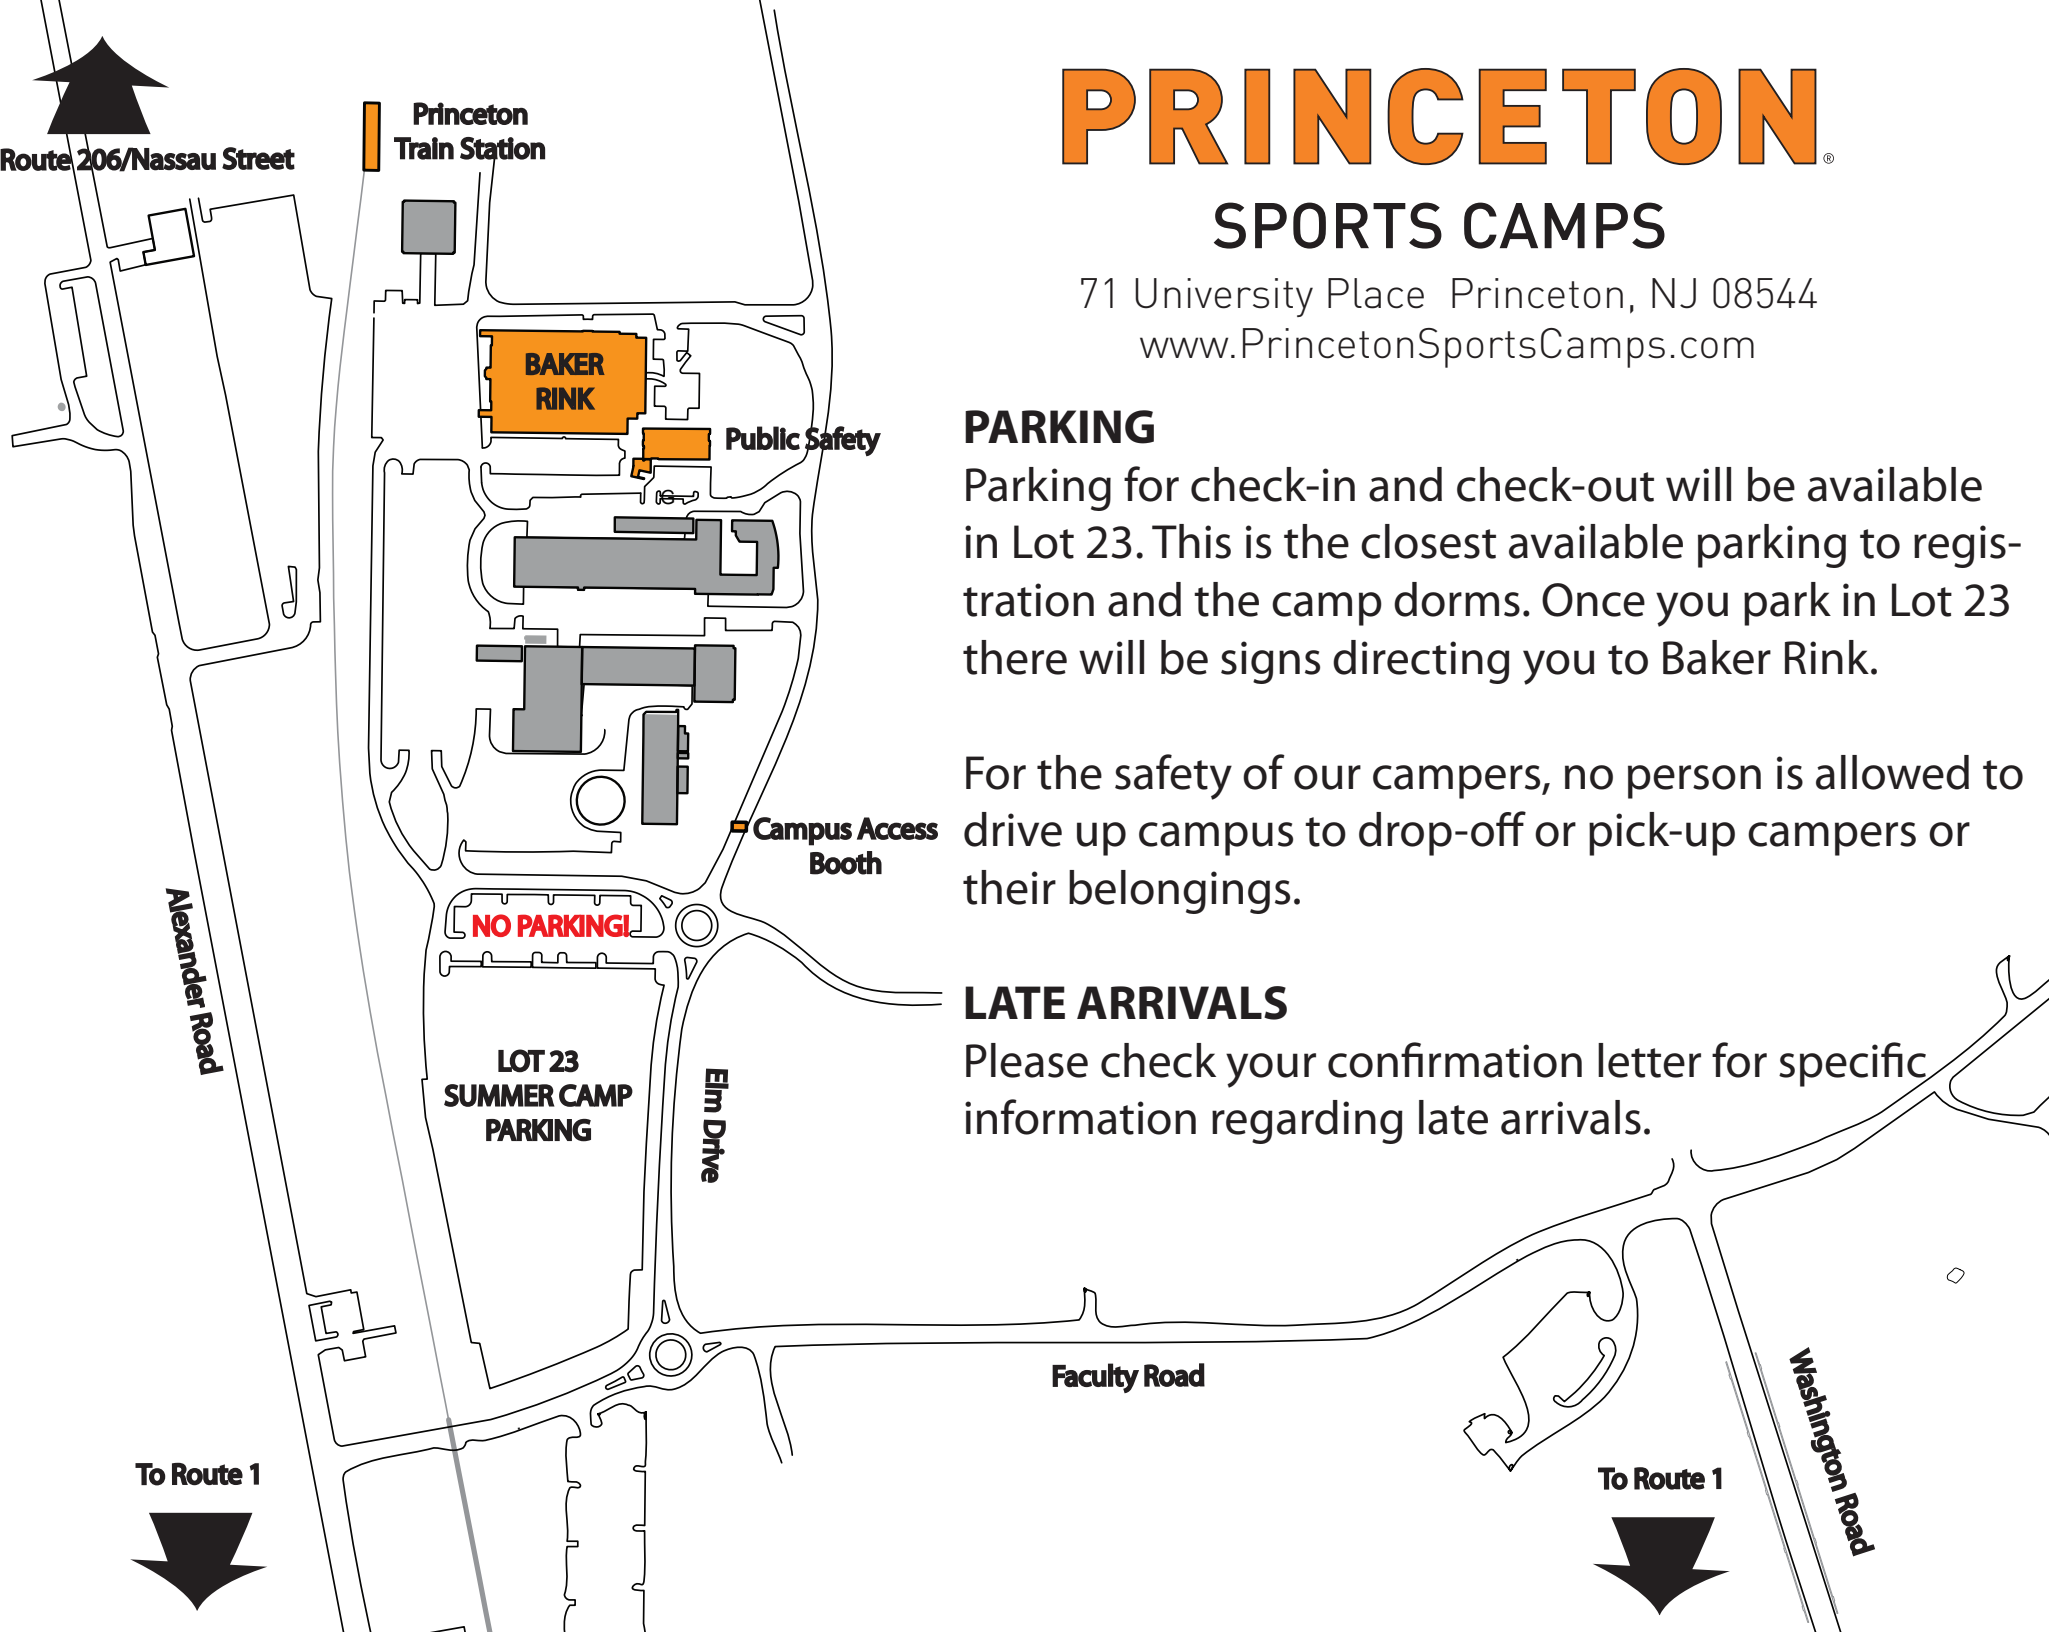 Princeton
Train Station
Route 206/Nassau Street
BAKER
RINK
Public Safety
G
Campus Access
Booth
NO PARKING!
Alexander Road
LOT 23
SUMMER CAMP
PARKING
Elm Drive
Faculty Road
To Route 1
To Route 1
Washington Road
PRINCETON®
SPORTS CAMPS
71 University Place Princeton, NJ 08544
www.PrincetonSportsCamps.com
PARKING
Parking for check-in and check-out will be available
in Lot 23. This is the closest available parking to regis-
tration and the camp dorms. Once you park in Lot 23
there will be signs directing you to Baker Rink.
For the safety of our campers, no person is allowed to
drive up campus to drop-off or pick-up campers or
their belongings.
LATE ARRIVALS
Please check your confirmation letter for specific
information regarding late arrivals.